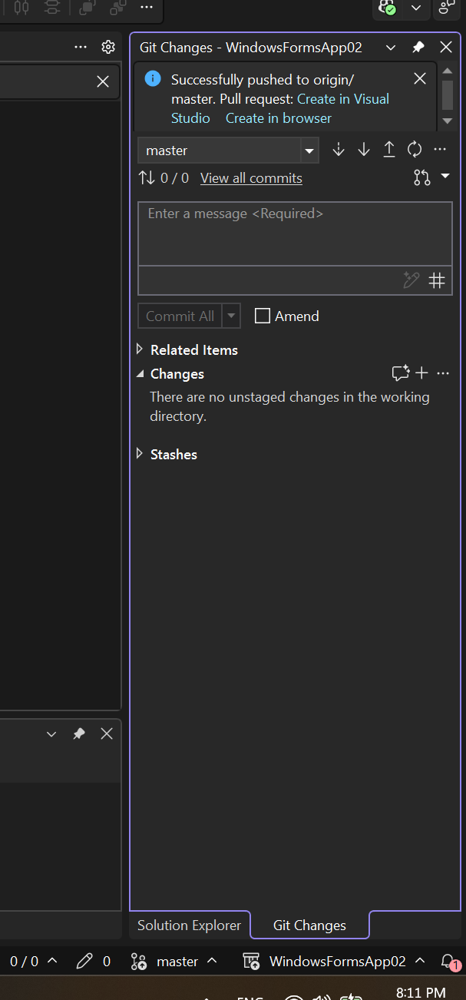 Git Changes - WindowsFormsApp02
Successfully pushed to origin/
master. Pull request: Create in Visual
Studio Create in browser
master
0 / 0 View all commits
Enter a message <Required>
Commit All Amend
Related Items
Changes
There are no unstaged changes in the working
directory.
Stashes
Solution Explorer Git Changes
0 / 0 0 master WindowsFormsApp02 1
ENG 8:11 PM